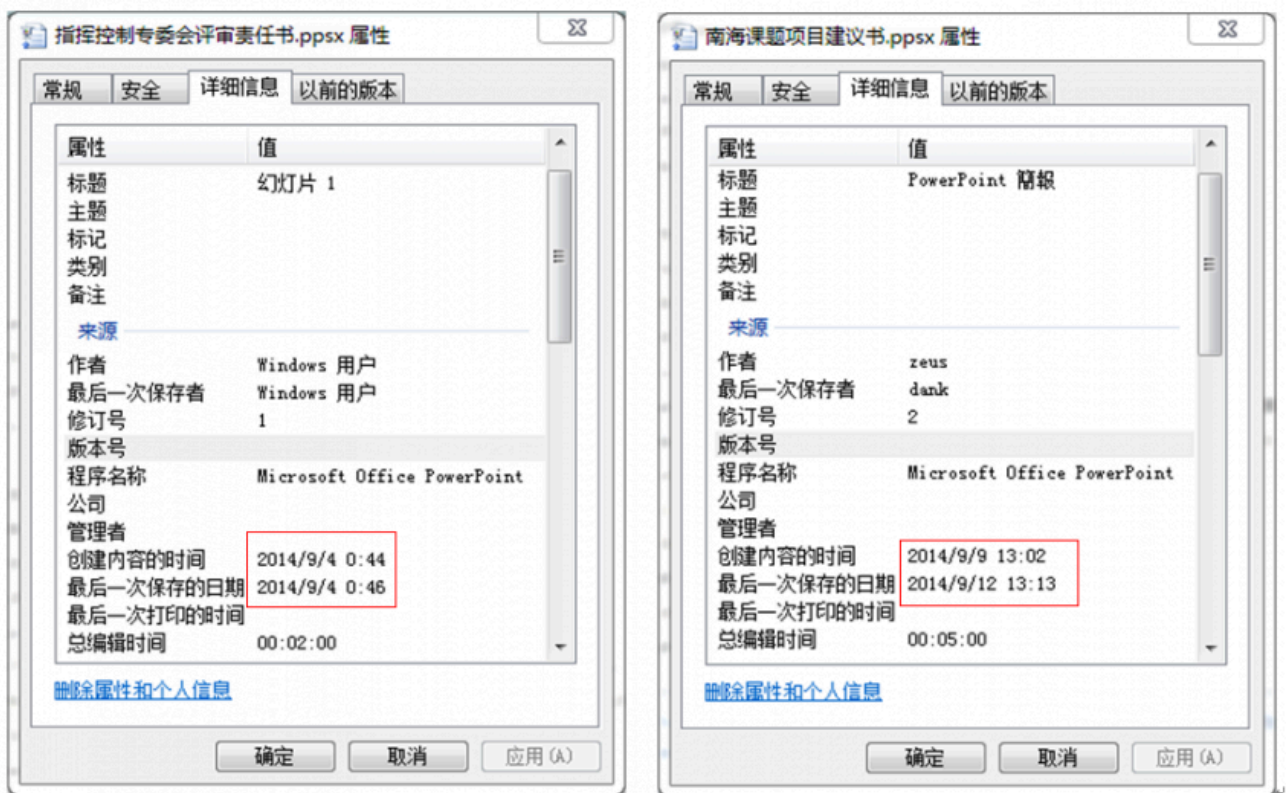 指挥控制专委会评审责任书.ppsx 属性
常规 安全 详细信息 以前的版本
属性 值
标题 幻灯片 1
主题
标记
类别
备注
来源
作者 Windows 用户
最后一次保存者 Windows 用户
修订号 1
版本号
程序名称 Microsoft Office PowerPoint
公司
管理者
创建内容的时间 2014/9/4 0:44
最后一次保存的日期 2014/9/4 0:46
最后一次打印的时间
总编辑时间 00:02:00
删除属性和个人信息
确定 取消 应用(A)
南海课题项目建议书.ppsx 属性
常规 安全 详细信息 以前的版本
属性 值
标题 PowerPoint 簡報
主题
标记
类别
备注
来源
作者 zeus
最后一次保存者 dank
修订号 2
版本号
程序名称 Microsoft Office PowerPoint
公司
管理者
创建内容的时间 2014/9/9 13:02
最后一次保存的日期 2014/9/12 13:13
最后一次打印的时间
总编辑时间 00:05:00
删除属性和个人信息
确定 取消 应用(A)